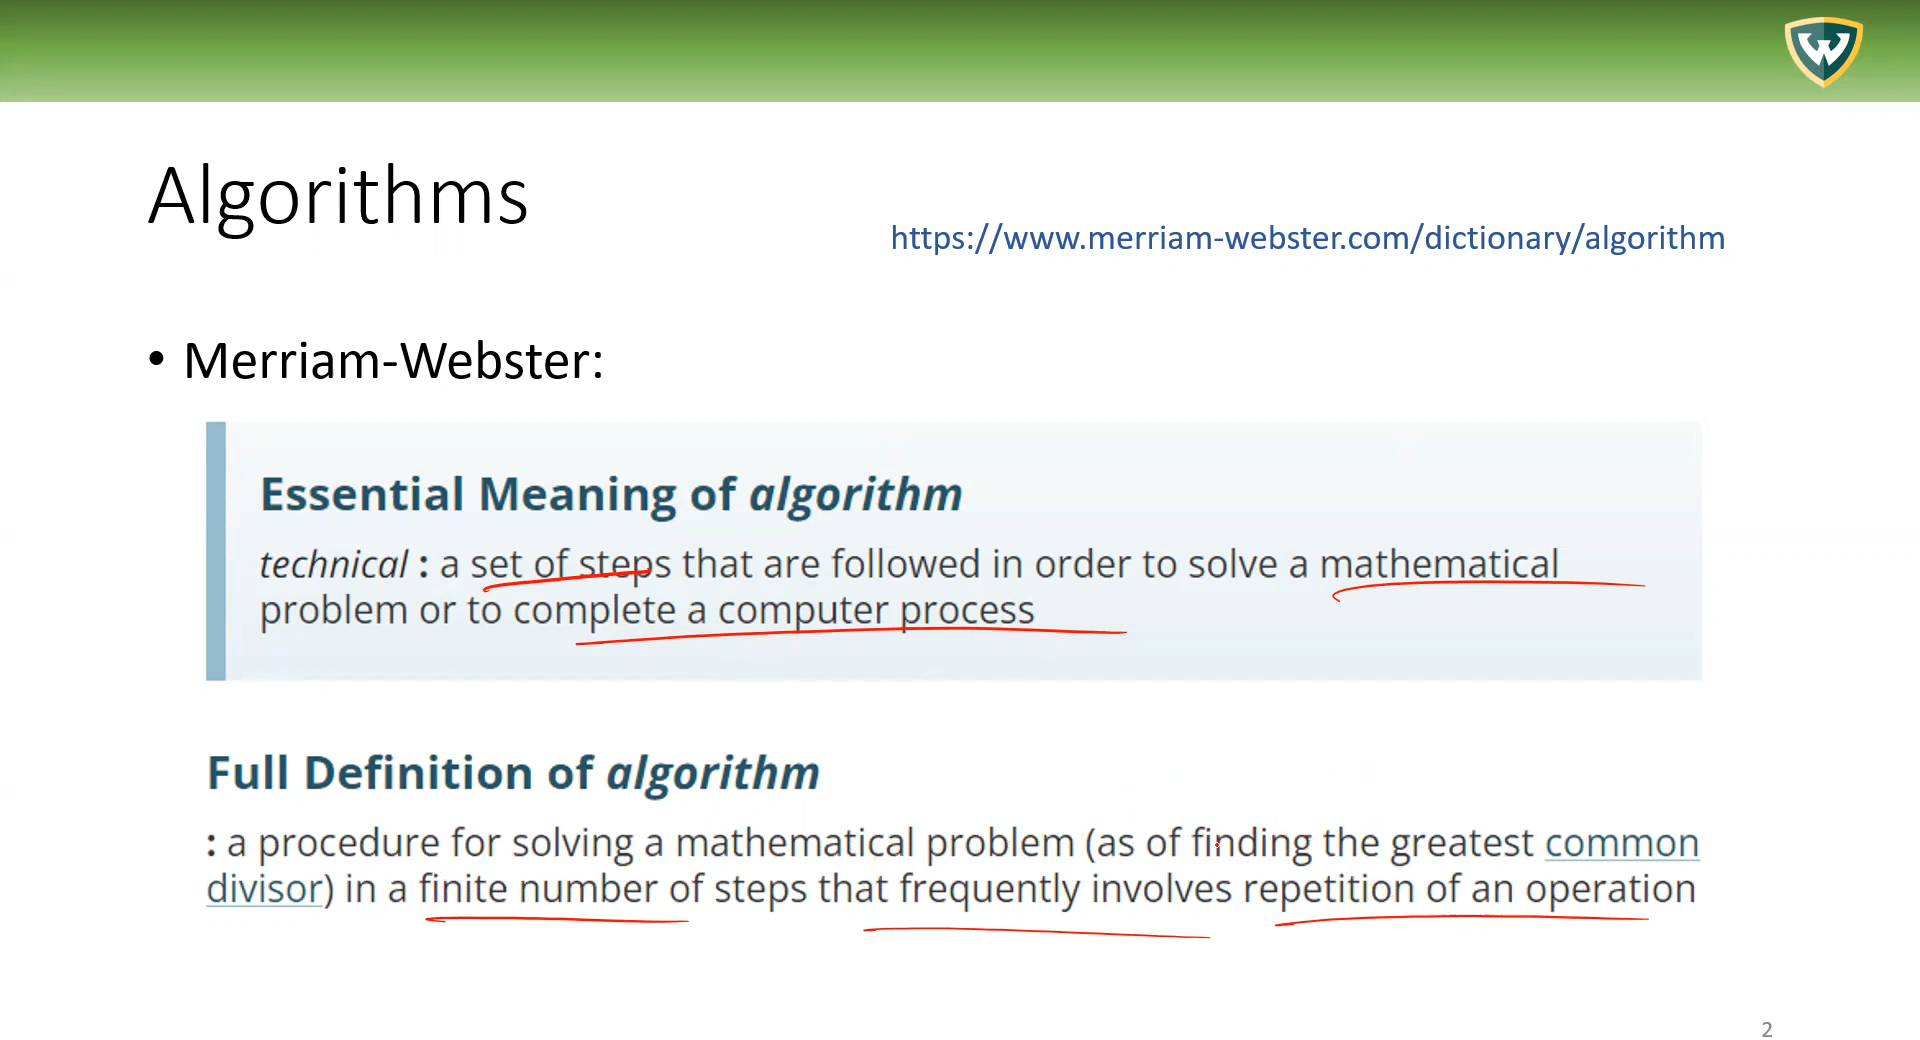 W
Algorithms
https://www.merriam-webster.com/dictionary/algorithm
• Merriam-Webster:
Essential Meaning of algorithm
technical : a set of steps that are followed in order to solve a mathematical
problem or to complete a computer process
Full Definition of algorithm
: a procedure for solving a mathematical problem (as of finding the greatest common
divisor) in a finite number of steps that frequently involves repetition of an operation
2